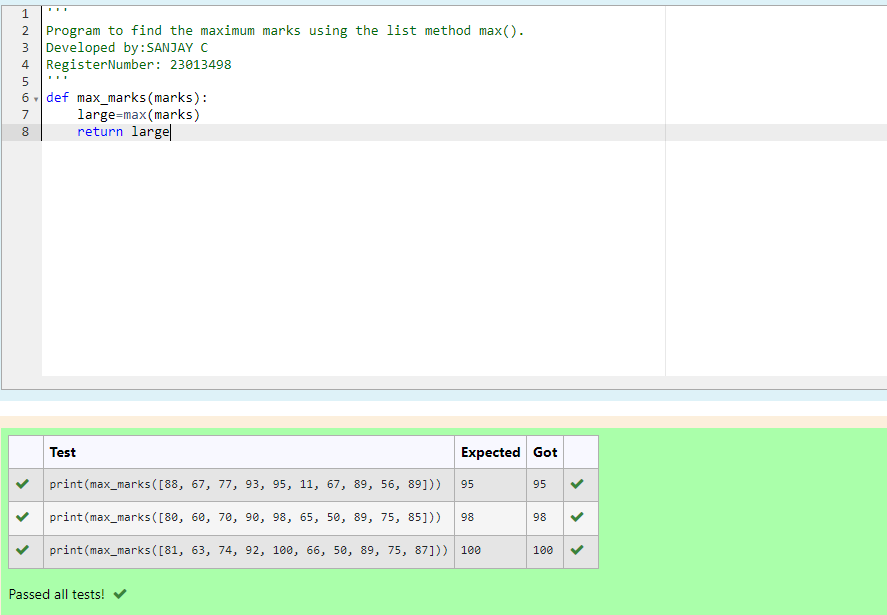 1 '''
2 Program to find the maximum marks using the list method max().
3 Developed by:SANJAY C
4 RegisterNumber: 23013498
5 '''
6 def max_marks(marks):
7     large=max(marks)
8     return large
Test Expected Got
print(max_marks([88, 67, 77, 93, 95, 11, 67, 89, 56, 89])) 95 95
print(max_marks([80, 60, 70, 90, 98, 65, 50, 89, 75, 85])) 98 98
print(max_marks([81, 63, 74, 92, 100, 66, 50, 89, 75, 87])) 100 100
Passed all tests!